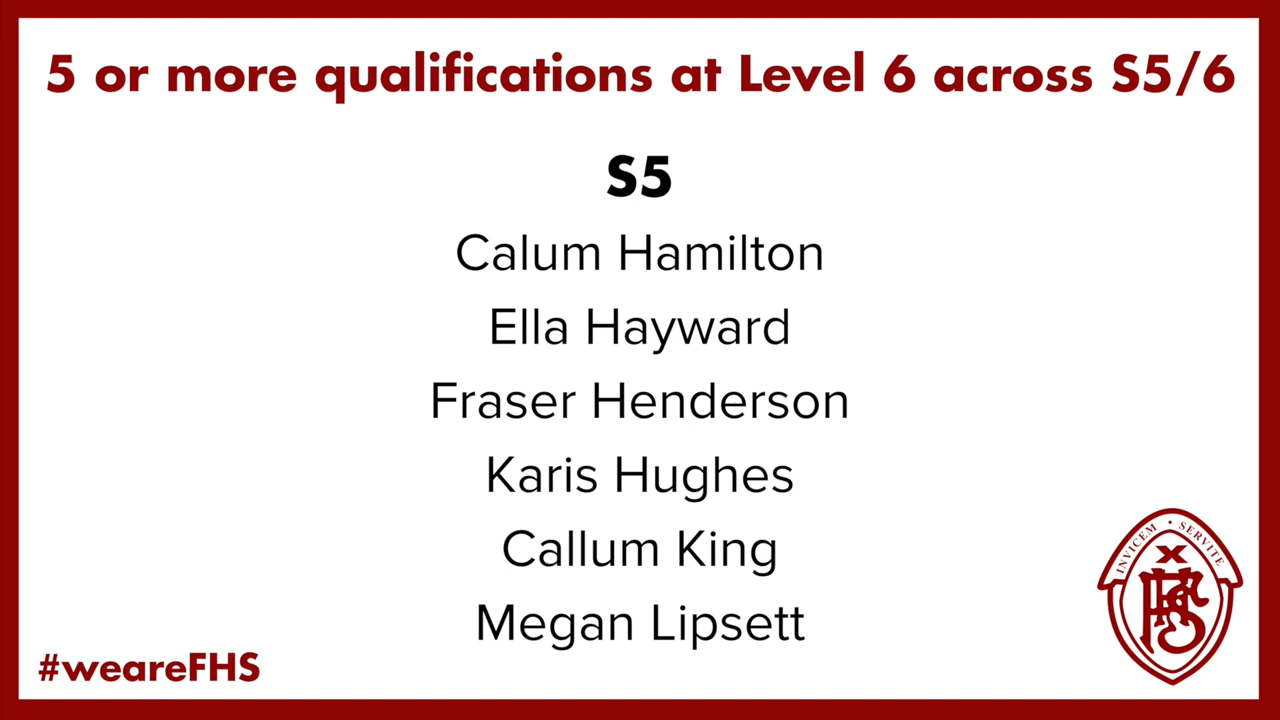 5 or more qualifications at Level 6 across S5/6
S5
Calum Hamilton
Ella Hayward
Fraser Henderson
Karis Hughes
Callum King
Megan Lipsett
INVICEM • SERVITE
X
FHS
#weareFHS